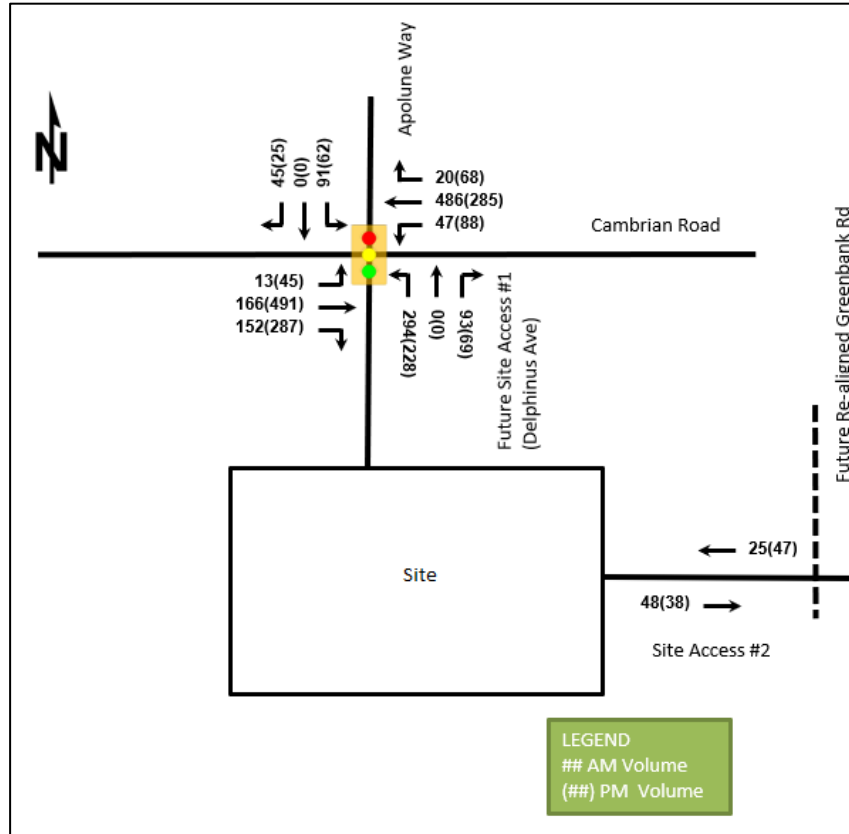 N
Apolune Way
45(25)
0(0)
91(62)
20(68)
486(285)
47(88)
Cambrian Road
13(45)
166(491)
152(287)
294(228)
0(0)
93(69)
Future Site Access #1
(Delphinus Ave)
Future Re-aligned Greenbank Rd
Site
25(47)
48(38)
Site Access #2
LEGEND
## AM Volume
(##) PM Volume